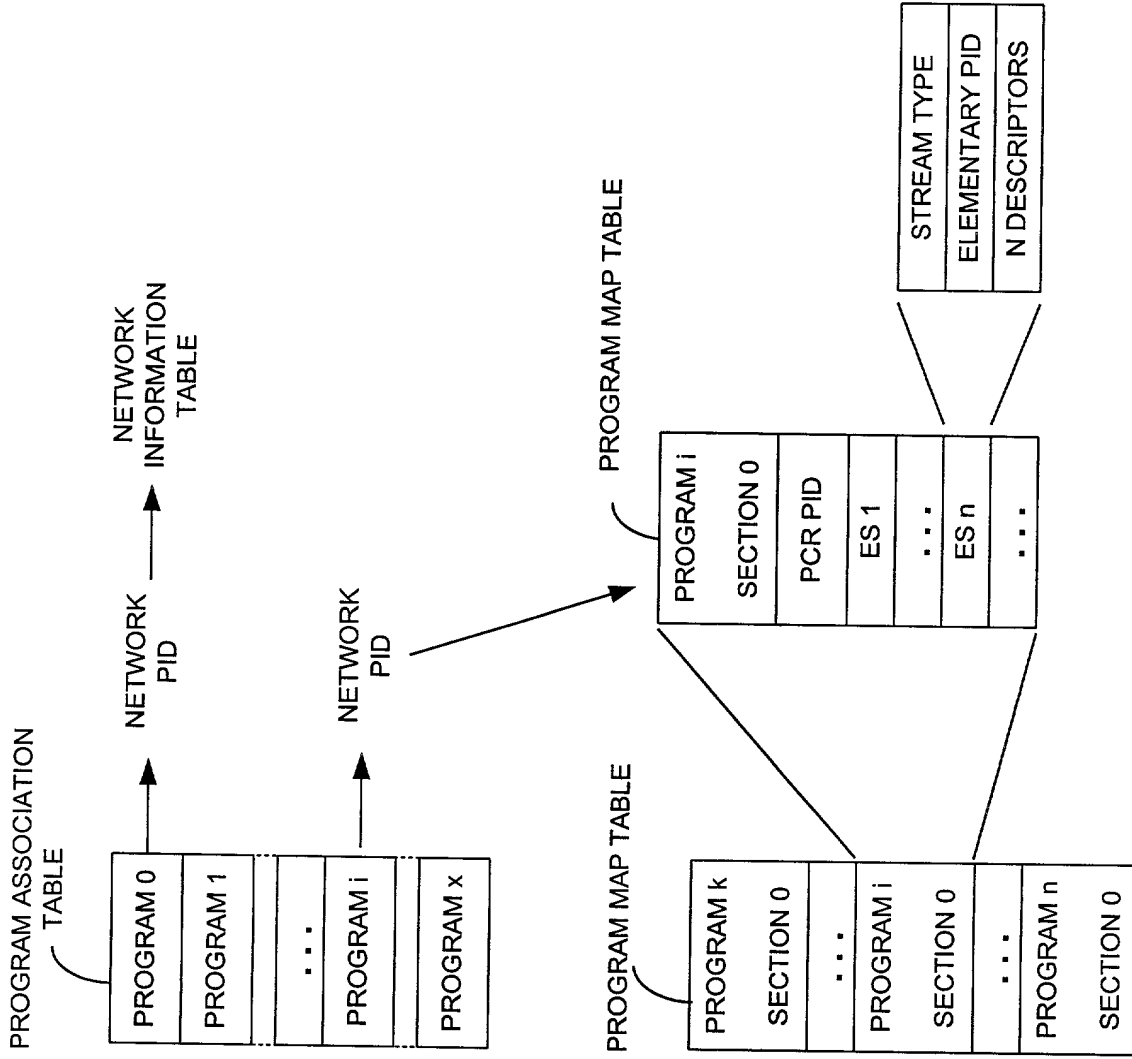 PROGRAM ASSOCIATION
TABLE
PROGRAM 0
PROGRAM 1
...
PROGRAM i
PROGRAM x
NETWORK
PID
NETWORK
INFORMATION
TABLE
NETWORK
PID
PROGRAM MAP TABLE
PROGRAM k
SECTION 0
...
PROGRAM i
SECTION 0
...
PROGRAM n
SECTION 0
PROGRAM MAP TABLE
PROGRAM i
SECTION 0
PCR PID
ES 1
...
ES n
...
STREAM TYPE
ELEMENTARY PID
N DESCRIPTORS